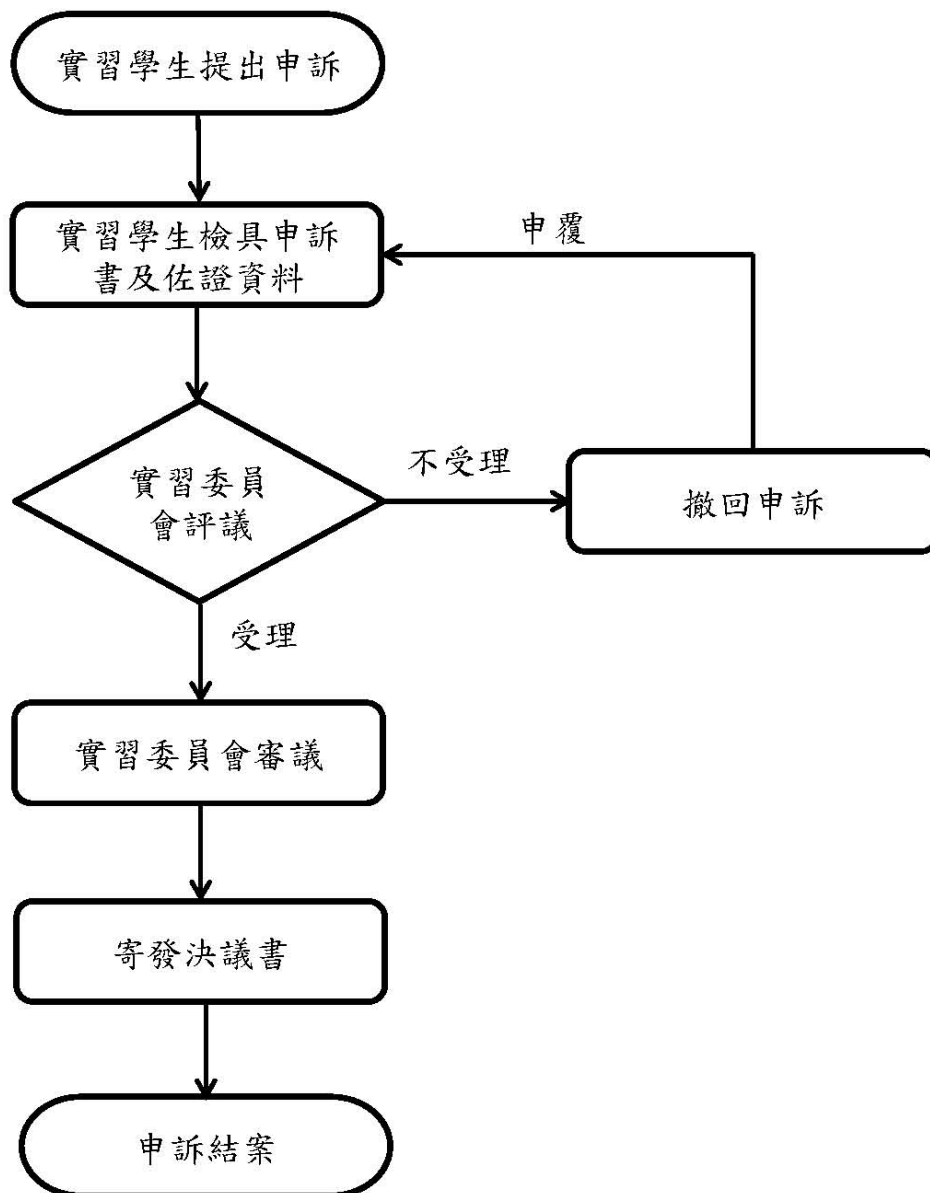 實習學生提出申訴
實習學生檢具申訴
書及佐證資料
申覆
實習委員
會評議
不受理
撤回申訴
受理
實習委員會審議
寄發決議書
申訴結案